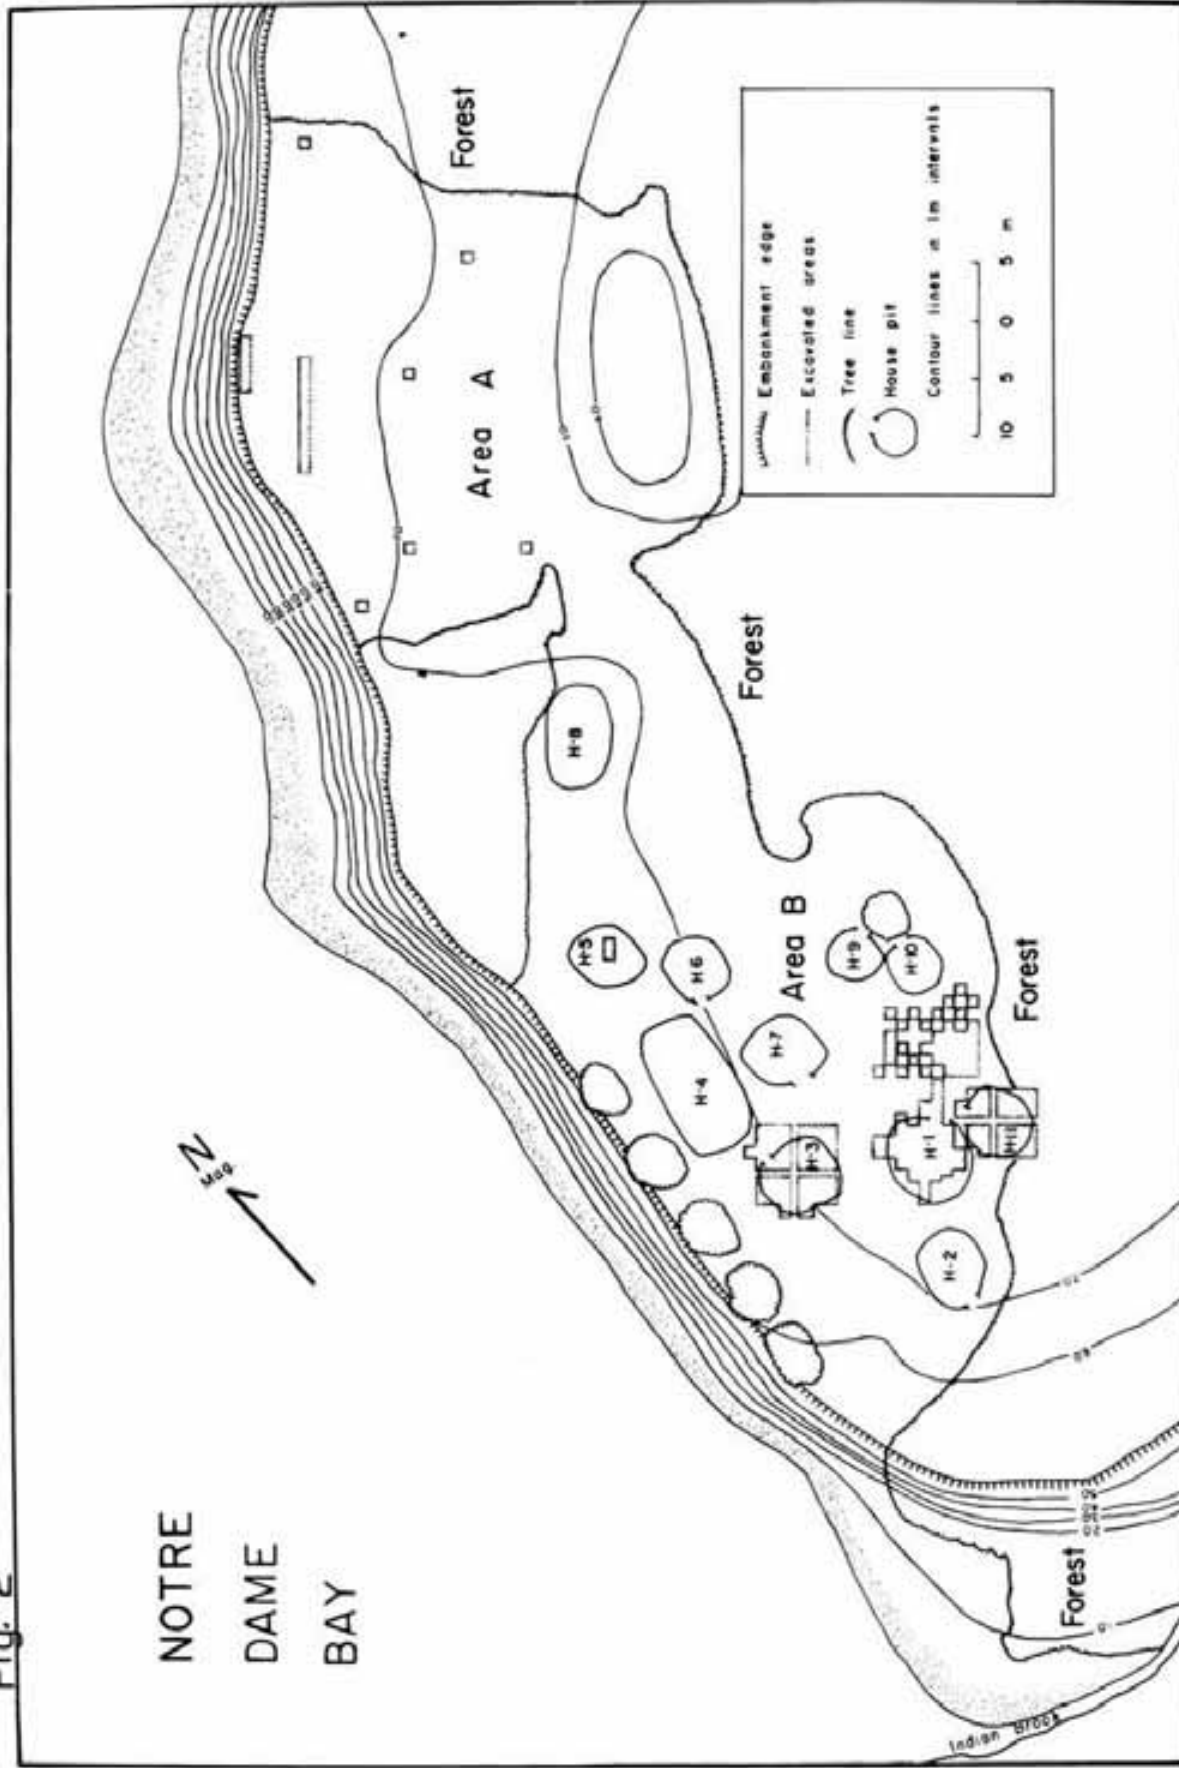 Fig. 2
NOTRE
DAME
BAY
N
Mag.
Indian Brook
Forest
Forest
Forest
Forest
Area A
Area B
H-8
H-5
H-6
H-4
H-7
H-9
H-10
H-3
H-1
H-11
H-2
Embankment edge
Excavated areas
Tree line
House pit
Contour lines in 1m intervals
10 5 0 5 m